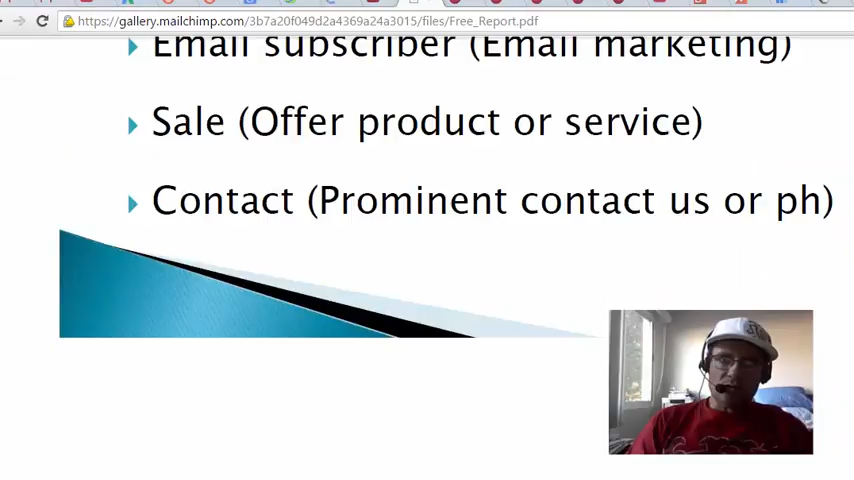 https://gallery.mailchimp.com/3b7a20f049d2a4369a24a3015/files/Free_Report.pdf
Email subscriber (Email marketing)
Sale (Offer product or service)
Contact (Prominent contact us or ph)